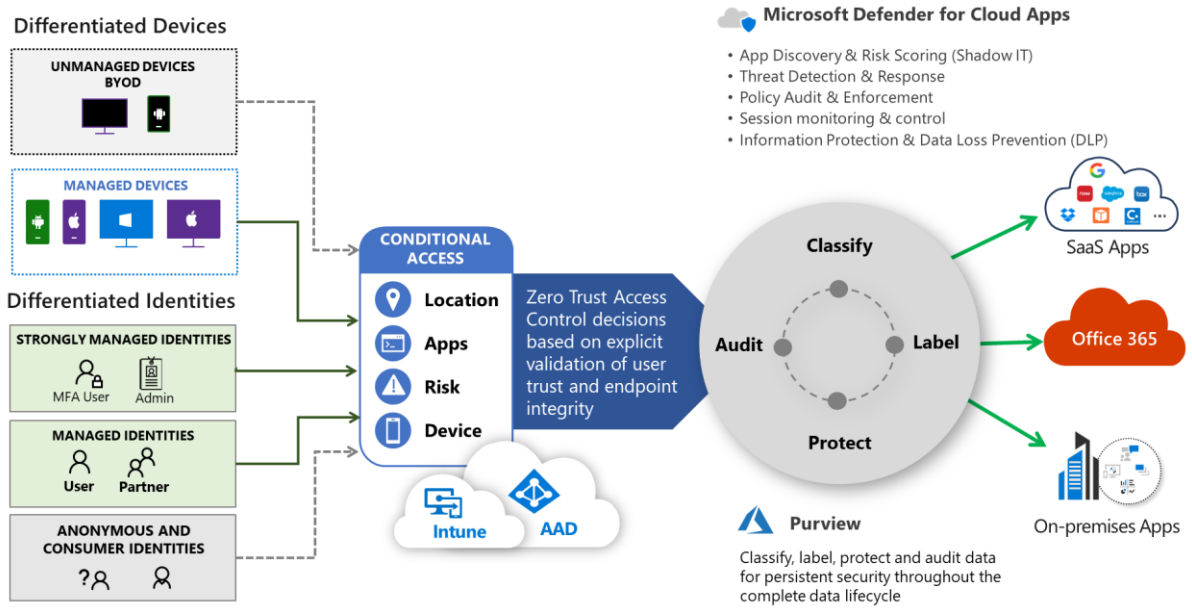 Differentiated Devices
UNMANAGED DEVICES
BYOD
MANAGED DEVICES
Differentiated Identities
STRONGLY MANAGED IDENTITIES
MFA User
Admin
MANAGED IDENTITIES
User
Partner
ANONYMOUS AND
CONSUMER IDENTITIES
?
CONDITIONAL
ACCESS
Location
Apps
Risk
Device
Intune
AAD
Zero Trust Access
Control decisions
based on explicit
validation of user
trust and endpoint
integrity
Microsoft Defender for Cloud Apps
• App Discovery & Risk Scoring (Shadow IT)
• Threat Detection & Response
• Policy Audit & Enforcement
• Session monitoring & control
• Information Protection & Data Loss Prevention (DLP)
Classify
Audit
Label
Protect
Purview
Classify, label, protect and audit data
for persistent security throughout the
complete data lifecycle
G
salesforce
box
...
SaaS Apps
Office 365
On-premises Apps